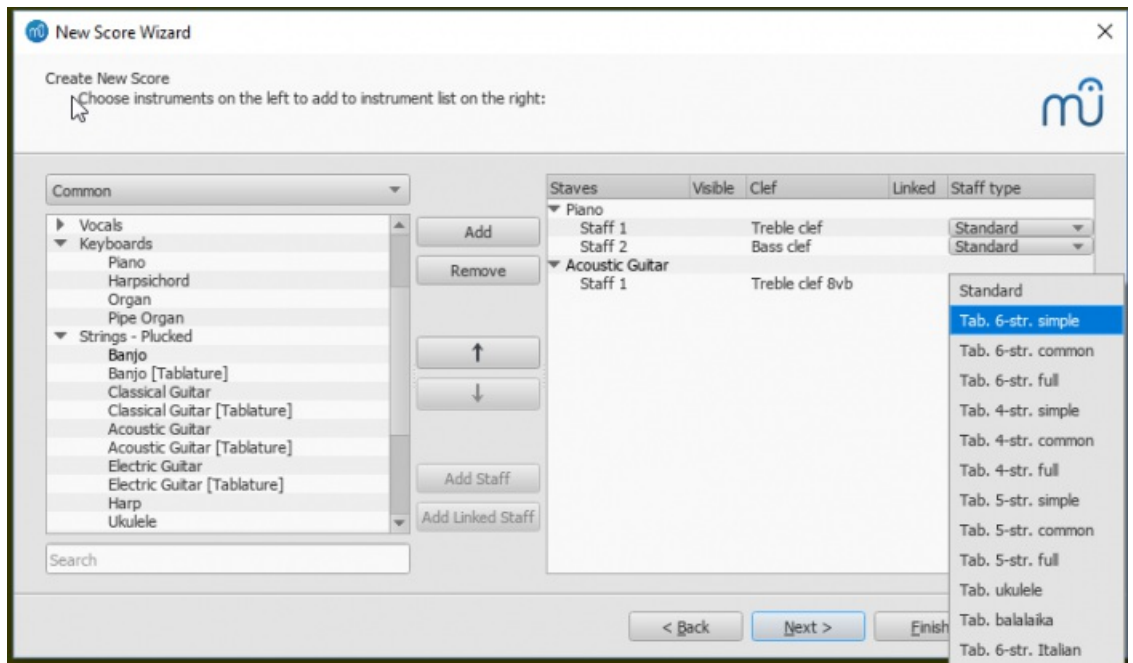 New Score Wizard
Create New Score
Choose instruments on the left to add to instrument list on the right:
Common
Vocals
Keyboards
Piano
Harpsichord
Organ
Pipe Organ
Strings - Plucked
Banjo
Banjo [Tablature]
Classical Guitar
Classical Guitar [Tablature]
Acoustic Guitar
Acoustic Guitar [Tablature]
Electric Guitar
Electric Guitar [Tablature]
Harp
Ukulele
Search
Add
Remove
Add Staff
Add Linked Staff
Staves Visible Clef Linked Staff type
Piano
Staff 1 Treble clef Standard
Staff 2 Bass clef Standard
Acoustic Guitar
Staff 1 Treble clef 8vb
Standard
Tab. 6-str. simple
Tab. 6-str. common
Tab. 6-str. full
Tab. 4-str. simple
Tab. 4-str. common
Tab. 4-str. full
Tab. 5-str. simple
Tab. 5-str. common
Tab. 5-str. full
Tab. ukulele
Tab. balalaika
Tab. 6-str. Italian
< Back Next > Finish